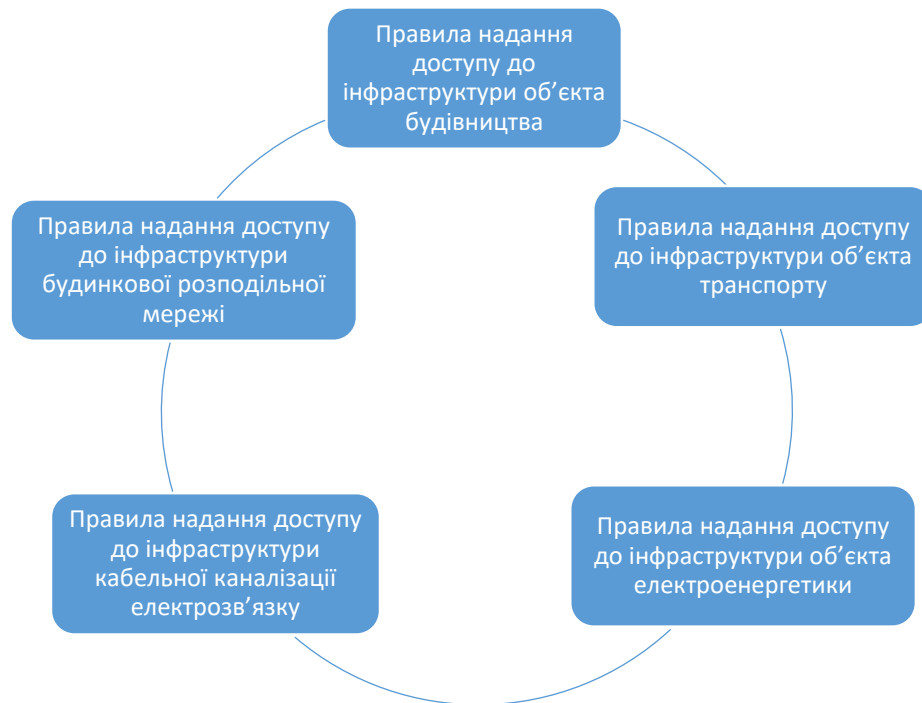 Правила надання
доступу до
інфраструктури об’єкта
будівництва
Правила надання доступу
до інфраструктури
будинкової розподільної
мережі
Правила надання доступу
до інфраструктури об’єкта
транспорту
Правила надання доступу
до інфраструктури
кабельної каналізації
електрозв’язку
Правила надання доступу
до інфраструктури об’єкта
електроенергетики